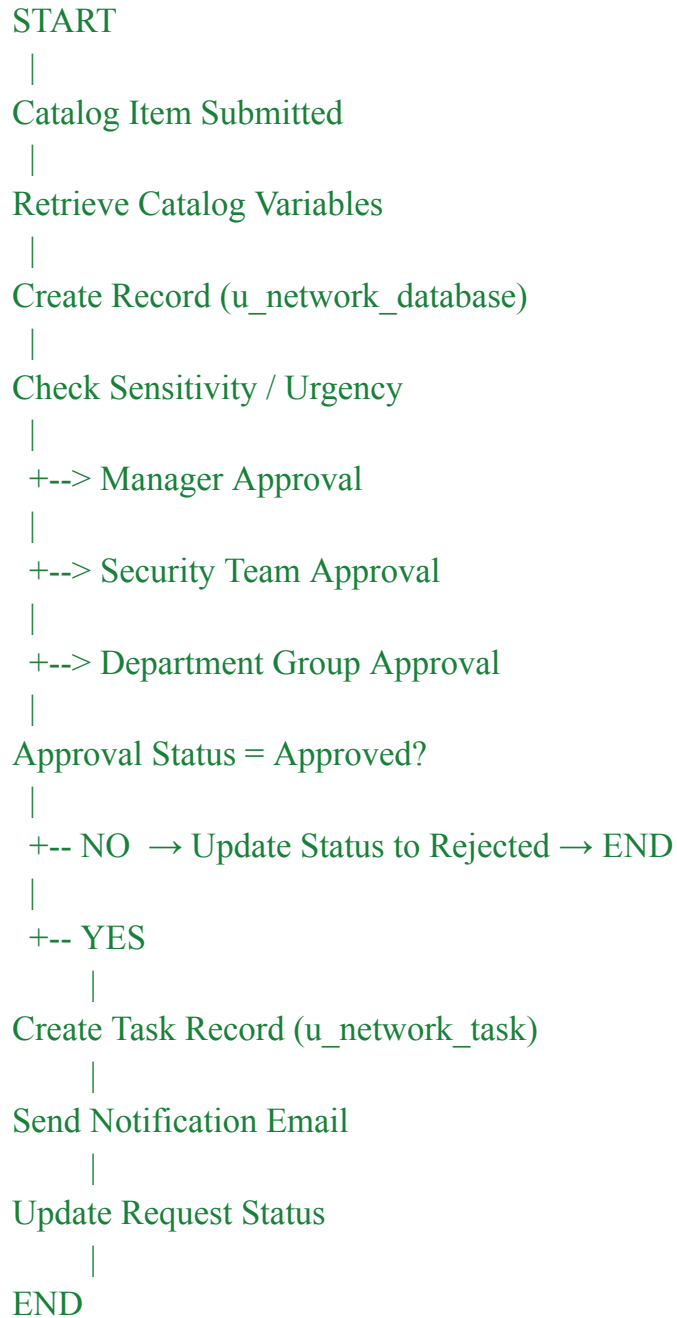 START
|
Catalog Item Submitted
|
Retrieve Catalog Variables
|
Create Record (u_network_database)
|
Check Sensitivity / Urgency
|
+--> Manager Approval
|
+--> Security Team Approval
|
+--> Department Group Approval
|
Approval Status = Approved?
|
+-- NO → Update Status to Rejected → END
|
+-- YES
|
Create Task Record (u_network_task)
|
Send Notification Email
|
Update Request Status
|
END